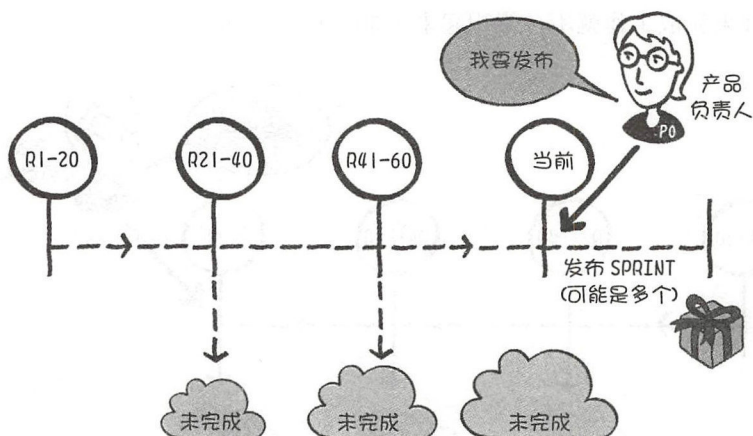 我要发布
产品
负责人
PO
R1-20
R21-40
R41-60
当前
发布 SPRINT
(可能是多个)
未完成
未完成
未完成